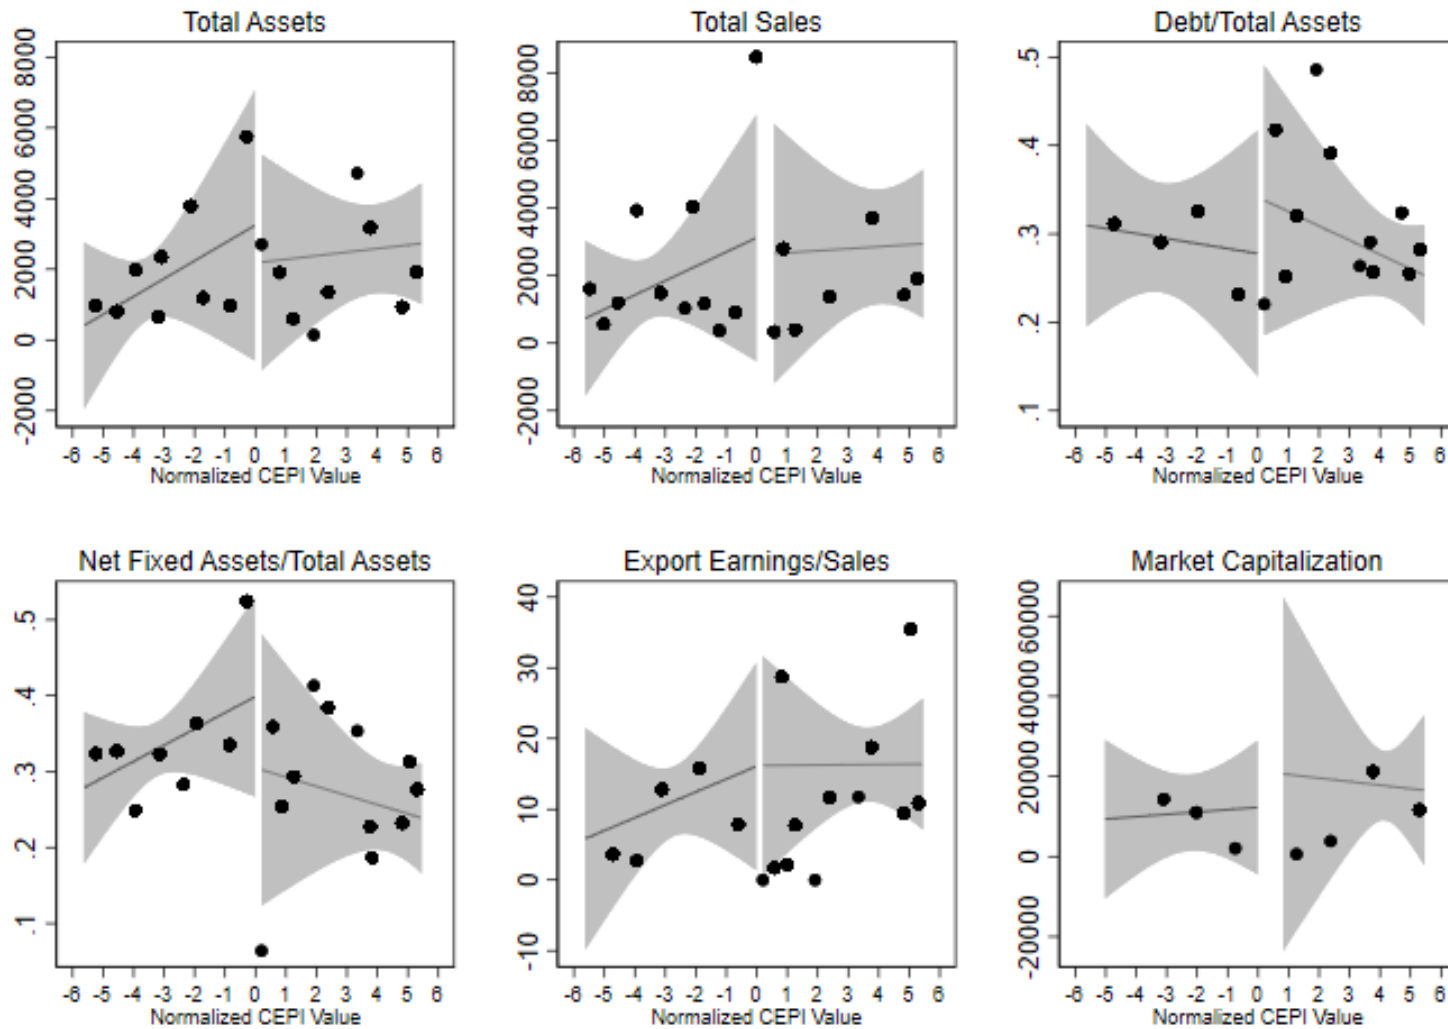 Total Assets
8000
6000
4000
2000
0
-2000
-6 -5 -4 -3 -2 -1 0 1 2 3 4 5 6
Normalized CEPI Value
Total Sales
8000
6000
4000
2000
0
-2000
-6 -5 -4 -3 -2 -1 0 1 2 3 4 5 6
Normalized CEPI Value
Debt/Total Assets
.5
.4
.3
.2
.1
-6 -5 -4 -3 -2 -1 0 1 2 3 4 5 6
Normalized CEPI Value
Net Fixed Assets/Total Assets
.5
.4
.3
.2
.1
-6 -5 -4 -3 -2 -1 0 1 2 3 4 5 6
Normalized CEPI Value
Export Earnings/Sales
40
30
20
10
0
-10
-6 -5 -4 -3 -2 -1 0 1 2 3 4 5 6
Normalized CEPI Value
Market Capitalization
60000
40000
20000
0
-20000
-6 -5 -4 -3 -2 -1 0 1 2 3 4 5 6
Normalized CEPI Value